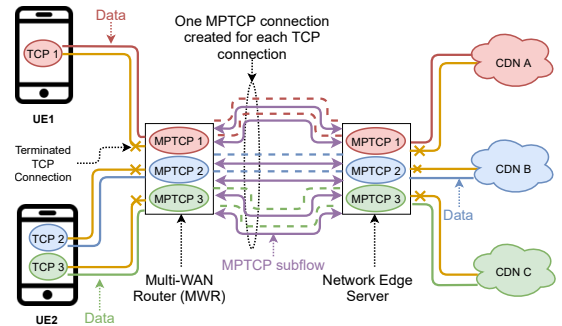 Data
One MPTCP connection
created for each TCP
connection
TCP 1
CDN A
UE1
Terminated
TCP
Connection
MPTCP 1
MPTCP 2
MPTCP 3
MPTCP 1
MPTCP 2
MPTCP 3
CDN B
Data
TCP 2
TCP 3
UE2
Data
Multi-WAN
Router (MWR)
MPTCP subflow
Network Edge
Server
CDN C